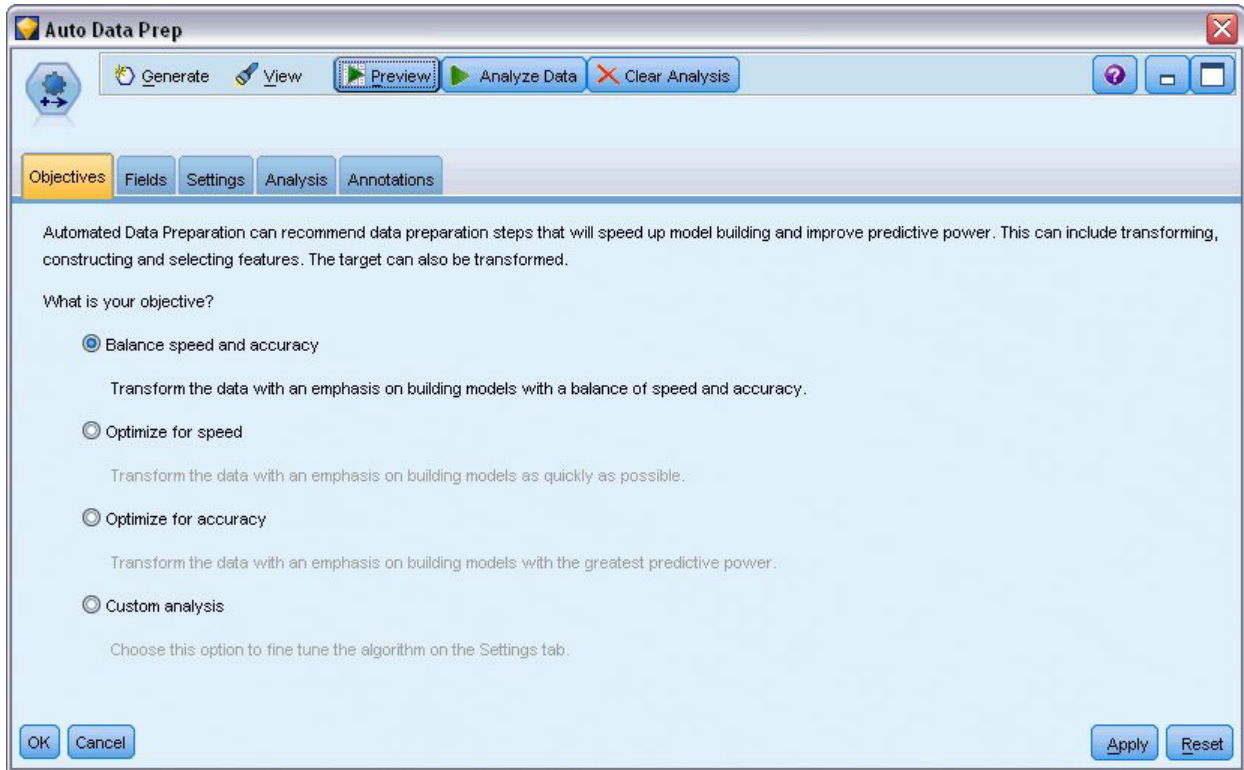 Auto Data Prep
Generate View Preview Analyze Data Clear Analysis ?
Objectives Fields Settings Analysis Annotations
Automated Data Preparation can recommend data preparation steps that will speed up model building and improve predictive power. This can include transforming,
constructing and selecting features. The target can also be transformed.
What is your objective?
Balance speed and accuracy
Transform the data with an emphasis on building models with a balance of speed and accuracy.
Optimize for speed
Transform the data with an emphasis on building models as quickly as possible.
Optimize for accuracy
Transform the data with an emphasis on building models with the greatest predictive power.
Custom analysis
Choose this option to fine tune the algorithm on the Settings tab.
OK Cancel Apply Reset